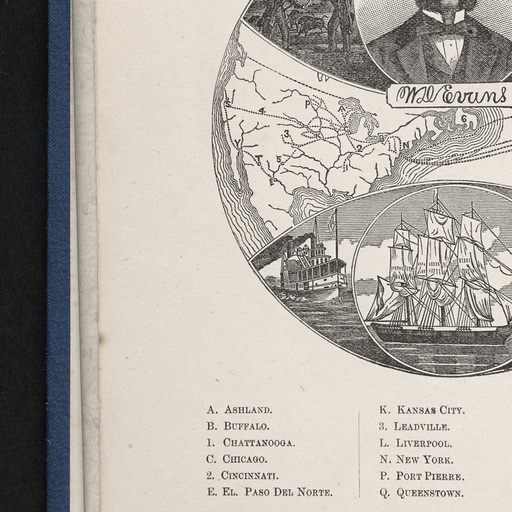 W D Evans
A. ASHLAND.
B. BUFFALO.
1. CHATTANOOGA.
C. CHICAGO.
2. CINCINNATI.
E. EL. PASO DEL NORTE.
K. KANSAS CITY.
3. LEADVILLE.
L. LIVERPOOL.
N. NEW YORK.
P. PORT PIERRE.
Q. QUEENSTOWN.